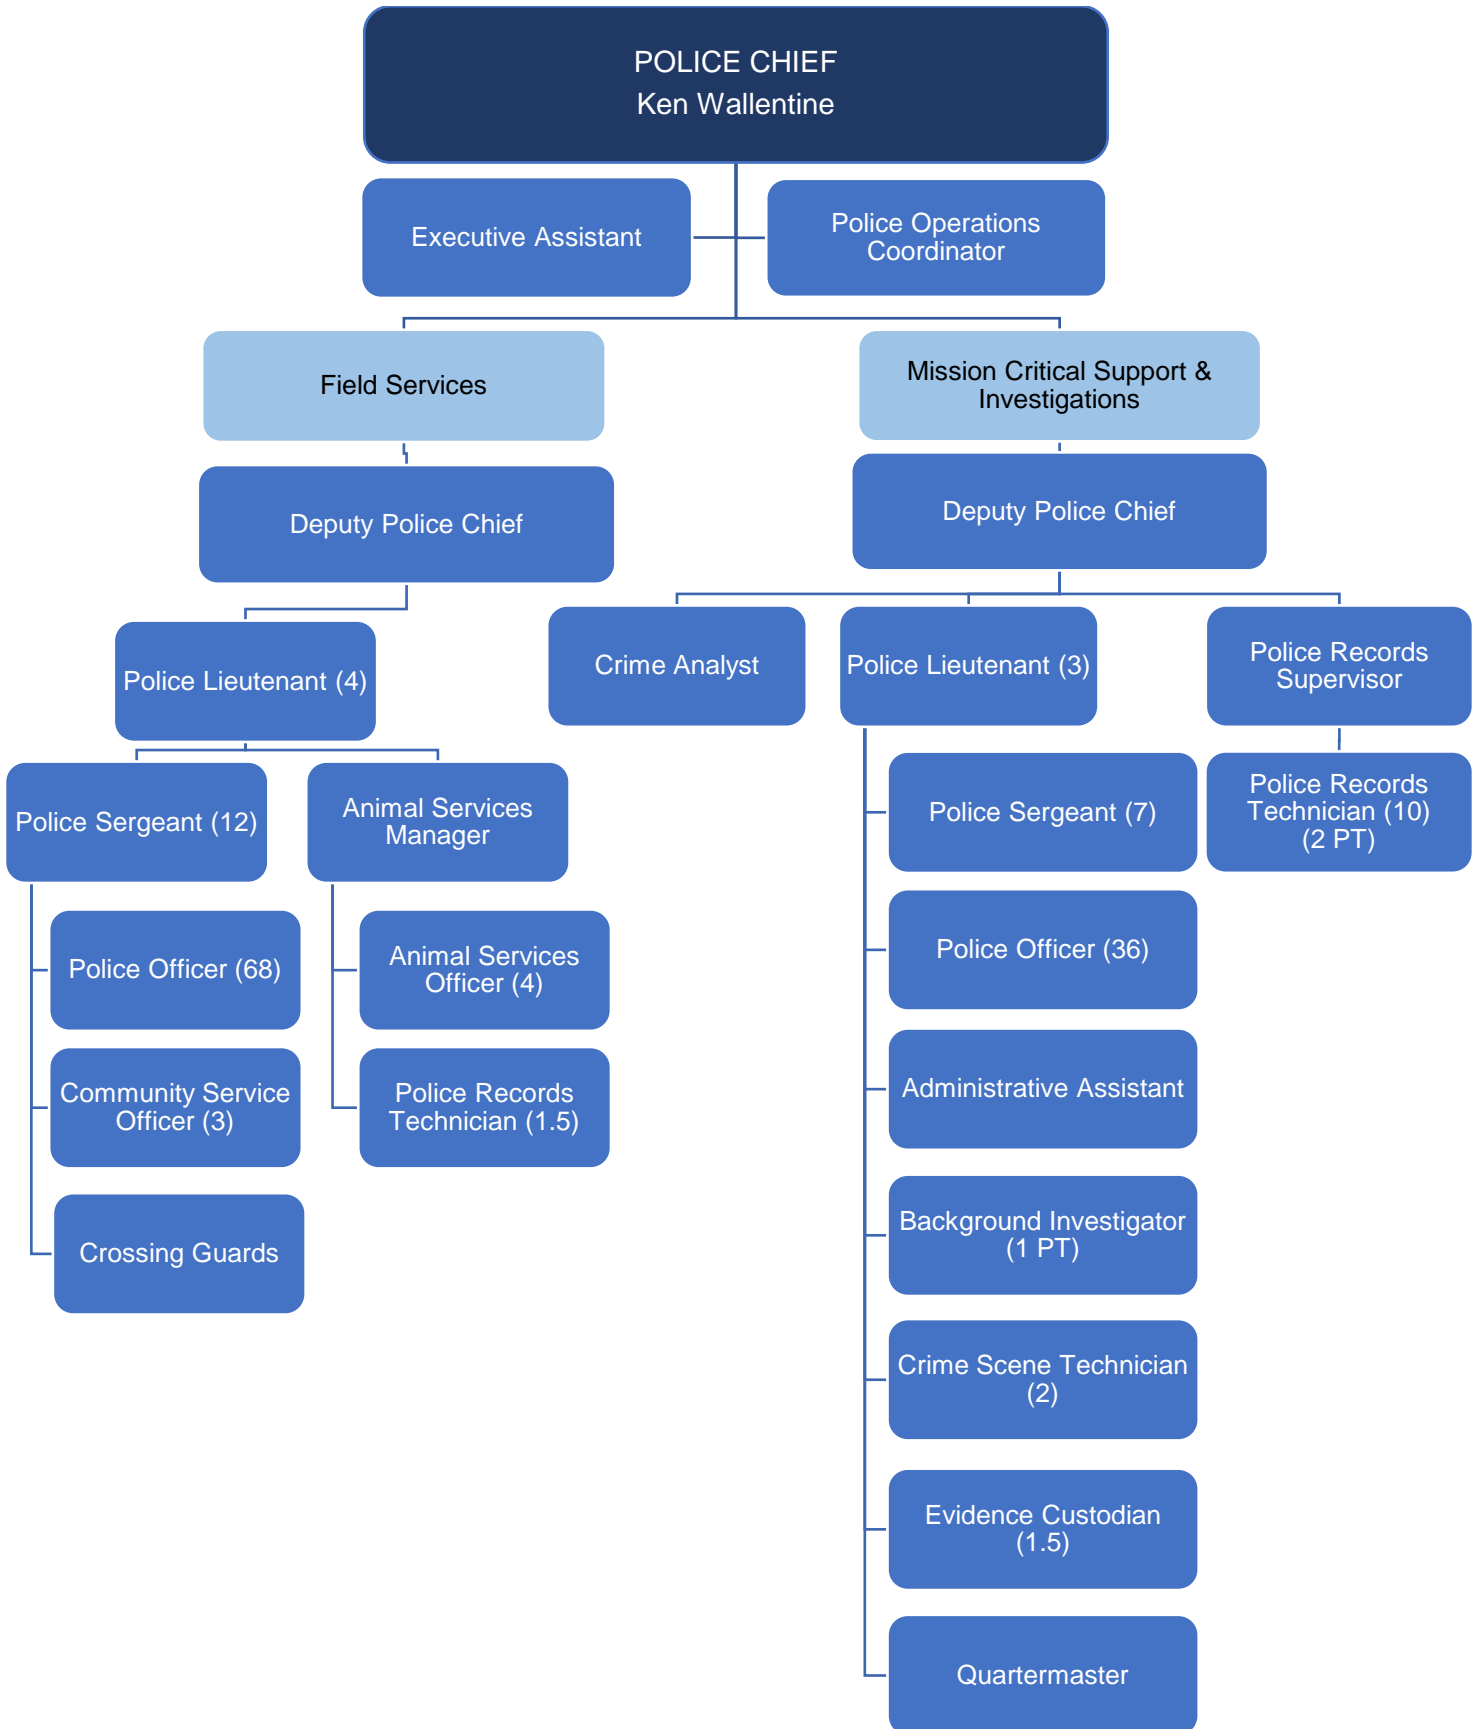 POLICE CHIEF
Ken Wallentine
Executive Assistant
Police Operations
Coordinator
Field Services
Mission Critical Support &
Investigations
Deputy Police Chief
Deputy Police Chief
Police Lieutenant (4)
Crime Analyst
Police Lieutenant (3)
Police Records
Supervisor
Police Sergeant (12)
Animal Services
Manager
Police Sergeant (7)
Police Records
Technician (10)
(2 PT)
Police Officer (68)
Animal Services
Officer (4)
Police Officer (36)
Community Service
Officer (3)
Police Records
Technician (1.5)
Administrative Assistant
Crossing Guards
Background Investigator
(1 PT)
Crime Scene Technician
(2)
Evidence Custodian
(1.5)
Quartermaster